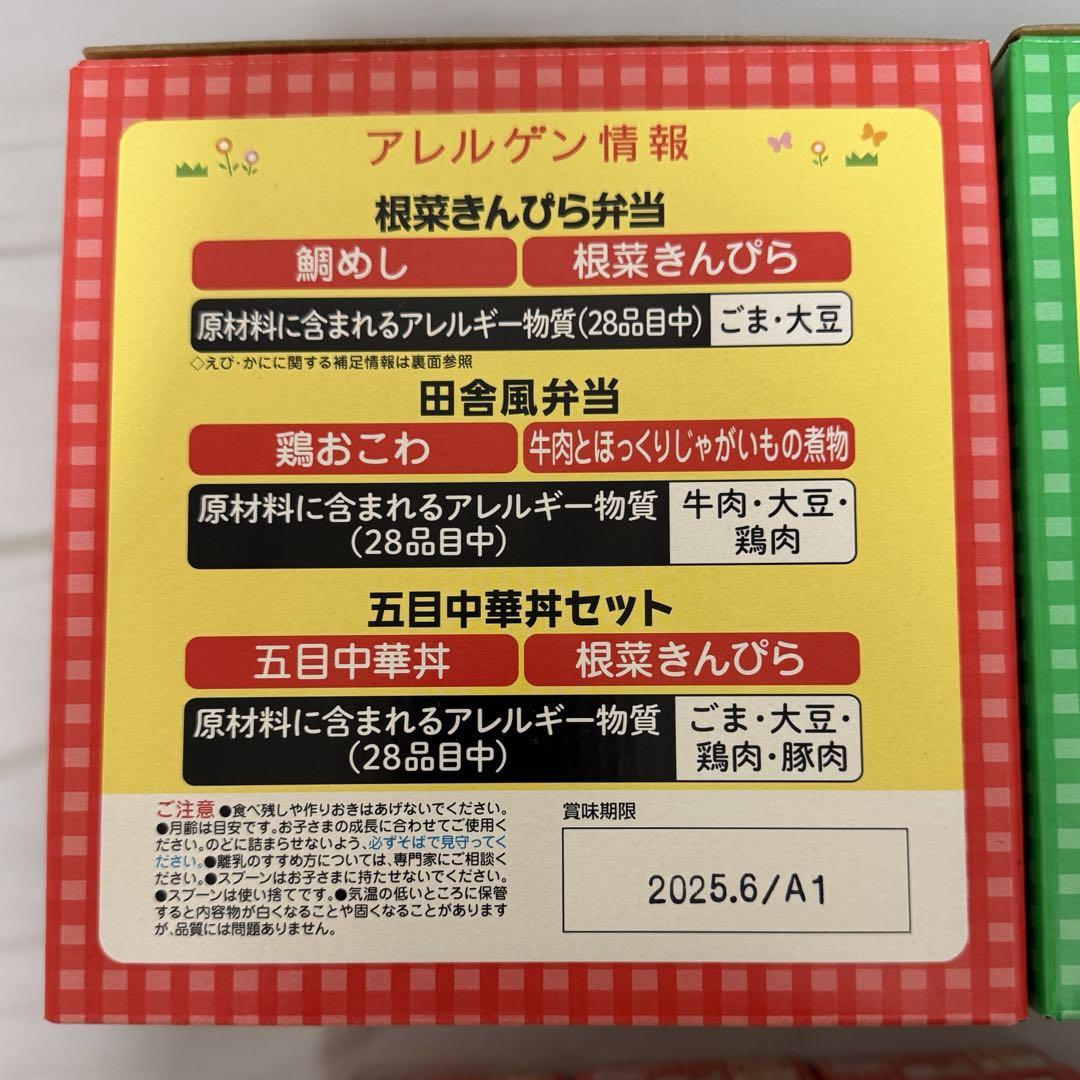 アレルゲン情報
根菜きんぴら弁当
鯛めし 根菜きんぴら
原材料に含まれるアレルギー物質(28品目中) ごま・大豆
◇えび・かにに関する補足情報は裏面参照
田舎風弁当
鶏おこわ 牛肉とほっくりじゃがいもの煮物
原材料に含まれるアレルギー物質
(28品目中)
牛肉・大豆・
鶏肉
五目中華丼セット
五目中華丼 根菜きんぴら
原材料に含まれるアレルギー物質
(28品目中)
ごま・大豆・
鶏肉・豚肉
ご注意 ●食べ残しや作りおきはあげないでください。
●月齢は目安です。お子さまの成長に合わせてご使用く
ださい。のどに詰まらせないよう、必ずそばで見守ってく
ださい。●離乳のすすめ方については、専門家にご相談く
ださい。●スプーンはお子さまに持たせないでください。
●スプーンは使い捨てです。●気温の低いところに保管
すると内容物が白くなることや固くなることがあります
が、品質には問題ありません。
賞味期限
2025.6/A1